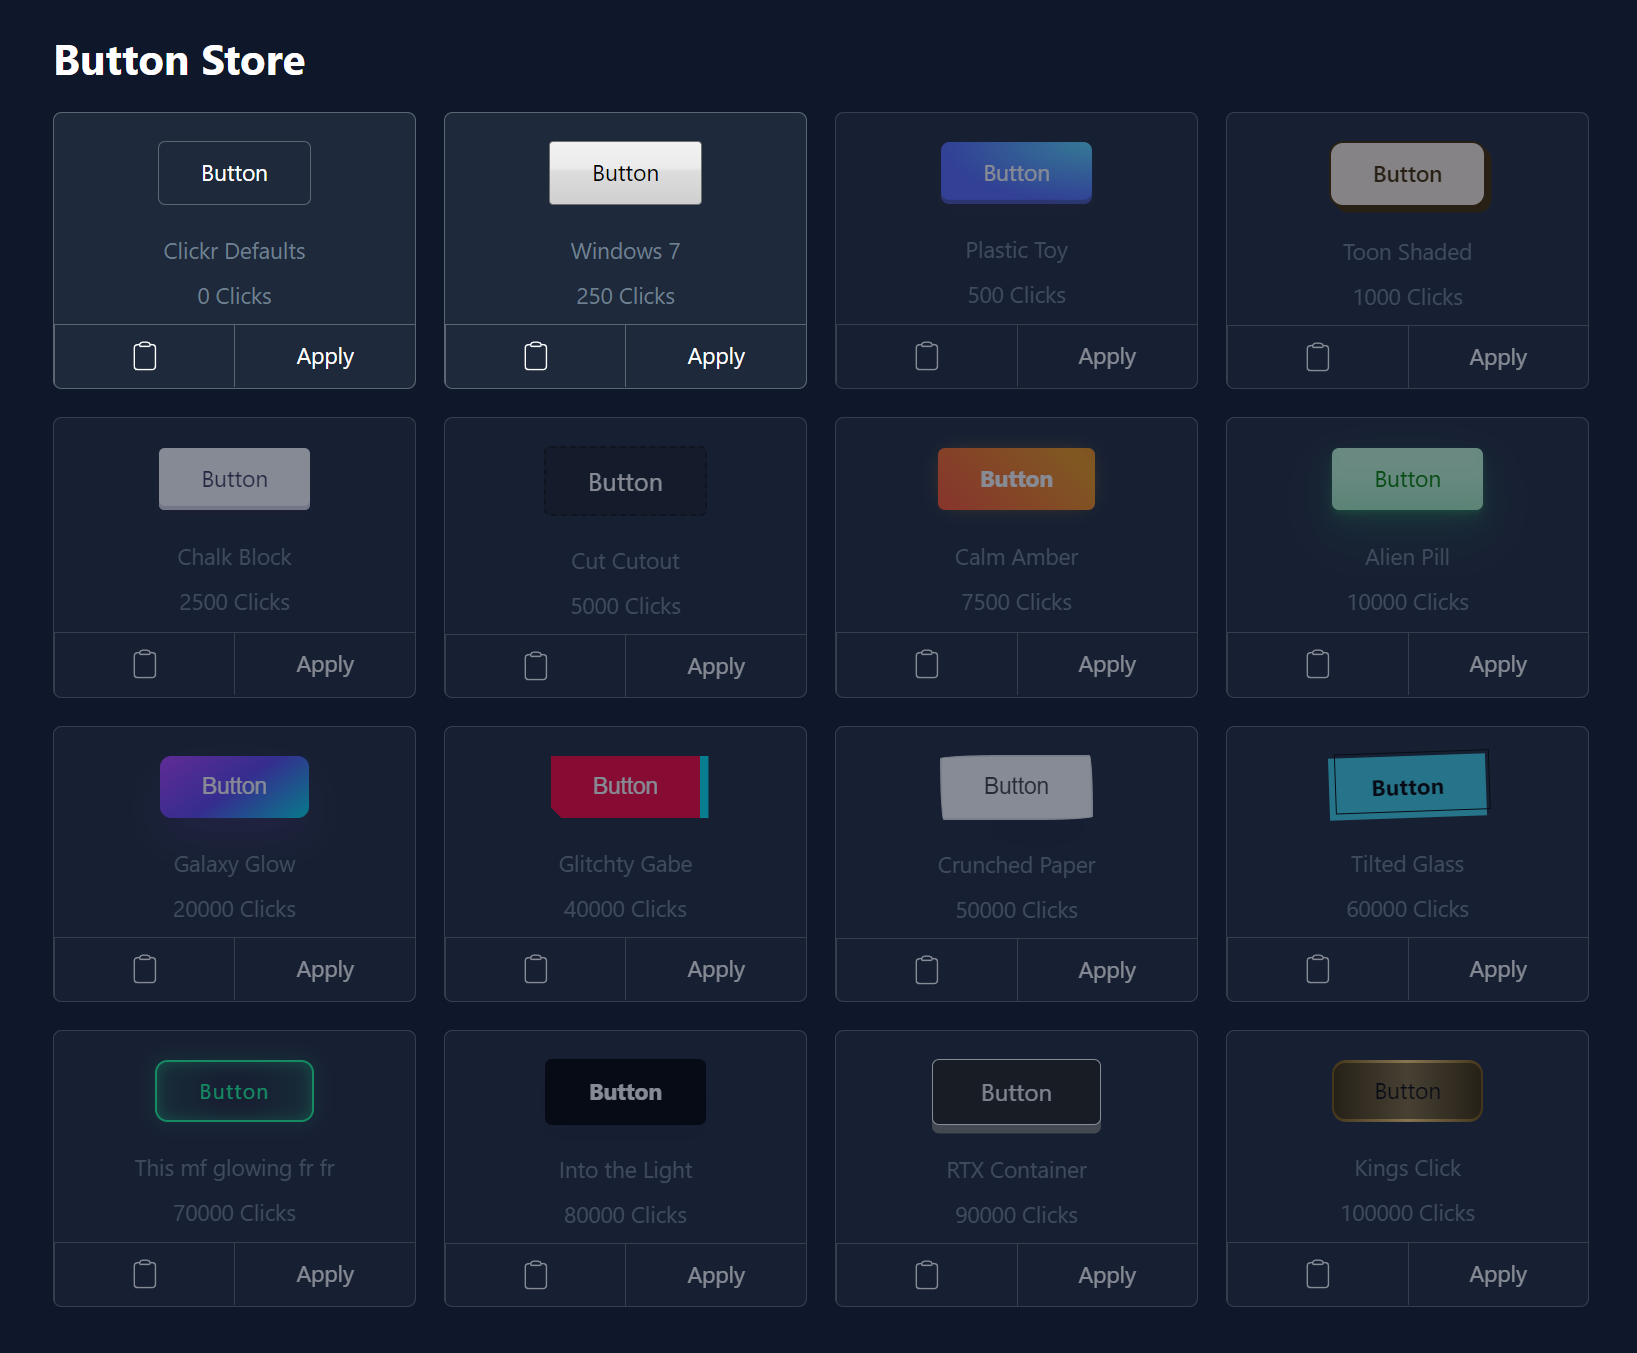 Button Store
Button
Clickr Defaults
0 Clicks
Apply
Button
Windows 7
250 Clicks
Apply
Button
Plastic Toy
500 Clicks
Apply
Button
Toon Shaded
1000 Clicks
Apply
Button
Chalk Block
2500 Clicks
Apply
Button
Cut Cutout
5000 Clicks
Apply
Button
Calm Amber
7500 Clicks
Apply
Button
Alien Pill
10000 Clicks
Apply
Button
Galaxy Glow
20000 Clicks
Apply
Button
Glitchty Gabe
40000 Clicks
Apply
Button
Crunched Paper
50000 Clicks
Apply
Button
Tilted Glass
60000 Clicks
Apply
Button
This mf glowing fr fr
70000 Clicks
Apply
Button
Into the Light
80000 Clicks
Apply
Button
RTX Container
90000 Clicks
Apply
Button
Kings Click
100000 Clicks
Apply